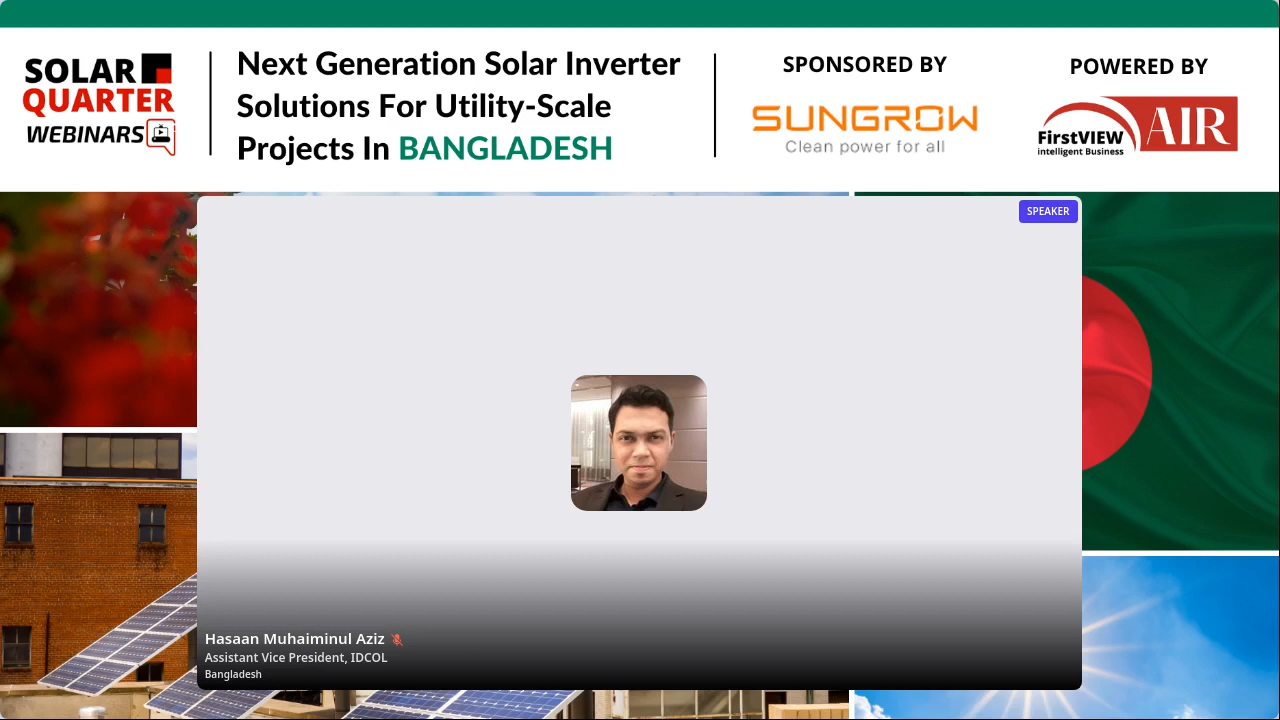 SOLAR
QUARTER
WEBINARS
Next Generation Solar Inverter
Solutions For Utility-Scale
Projects In BANGLADESH
SPONSORED BY
SUNGROW
Clean power for all
POWERED BY
FirstVIEW
intelligent Business
AIR
SPEAKER
Hasaan Muhaiminul Aziz
Assistant Vice President, IDCOL
Bangladesh